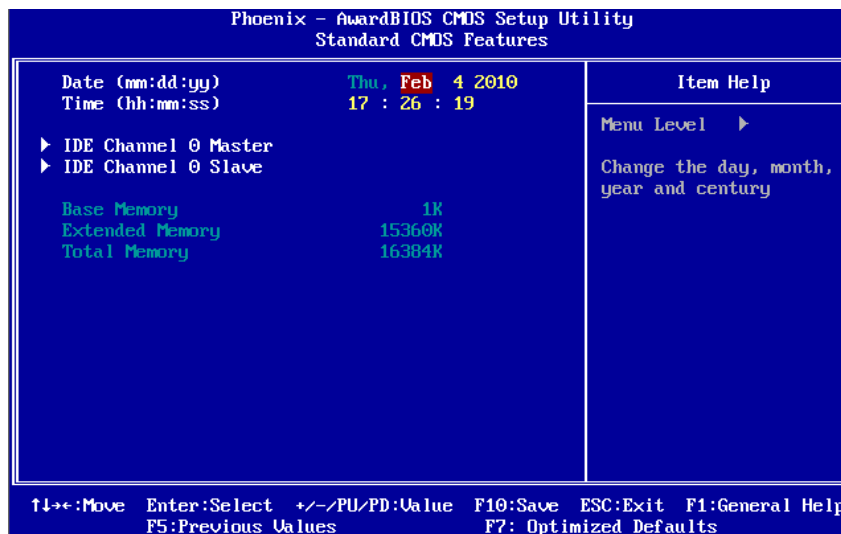 Phoenix - AwardBIOS CMOS Setup Utility
Standard CMOS Features
Date (mm:dd:yy) Thu, Feb 4 2010
Time (hh:mm:ss) 17 : 26 : 19
IDE Channel 0 Master
IDE Channel 0 Slave
Base Memory 1K
Extended Memory 15360K
Total Memory 16384K
Item Help
Menu Level
Change the day, month,
year and century
↑↓→←:Move Enter:Select +/-/PU/PD:Value F10:Save ESC:Exit F1:General Help
F5:Previous Values F7: Optimized Defaults